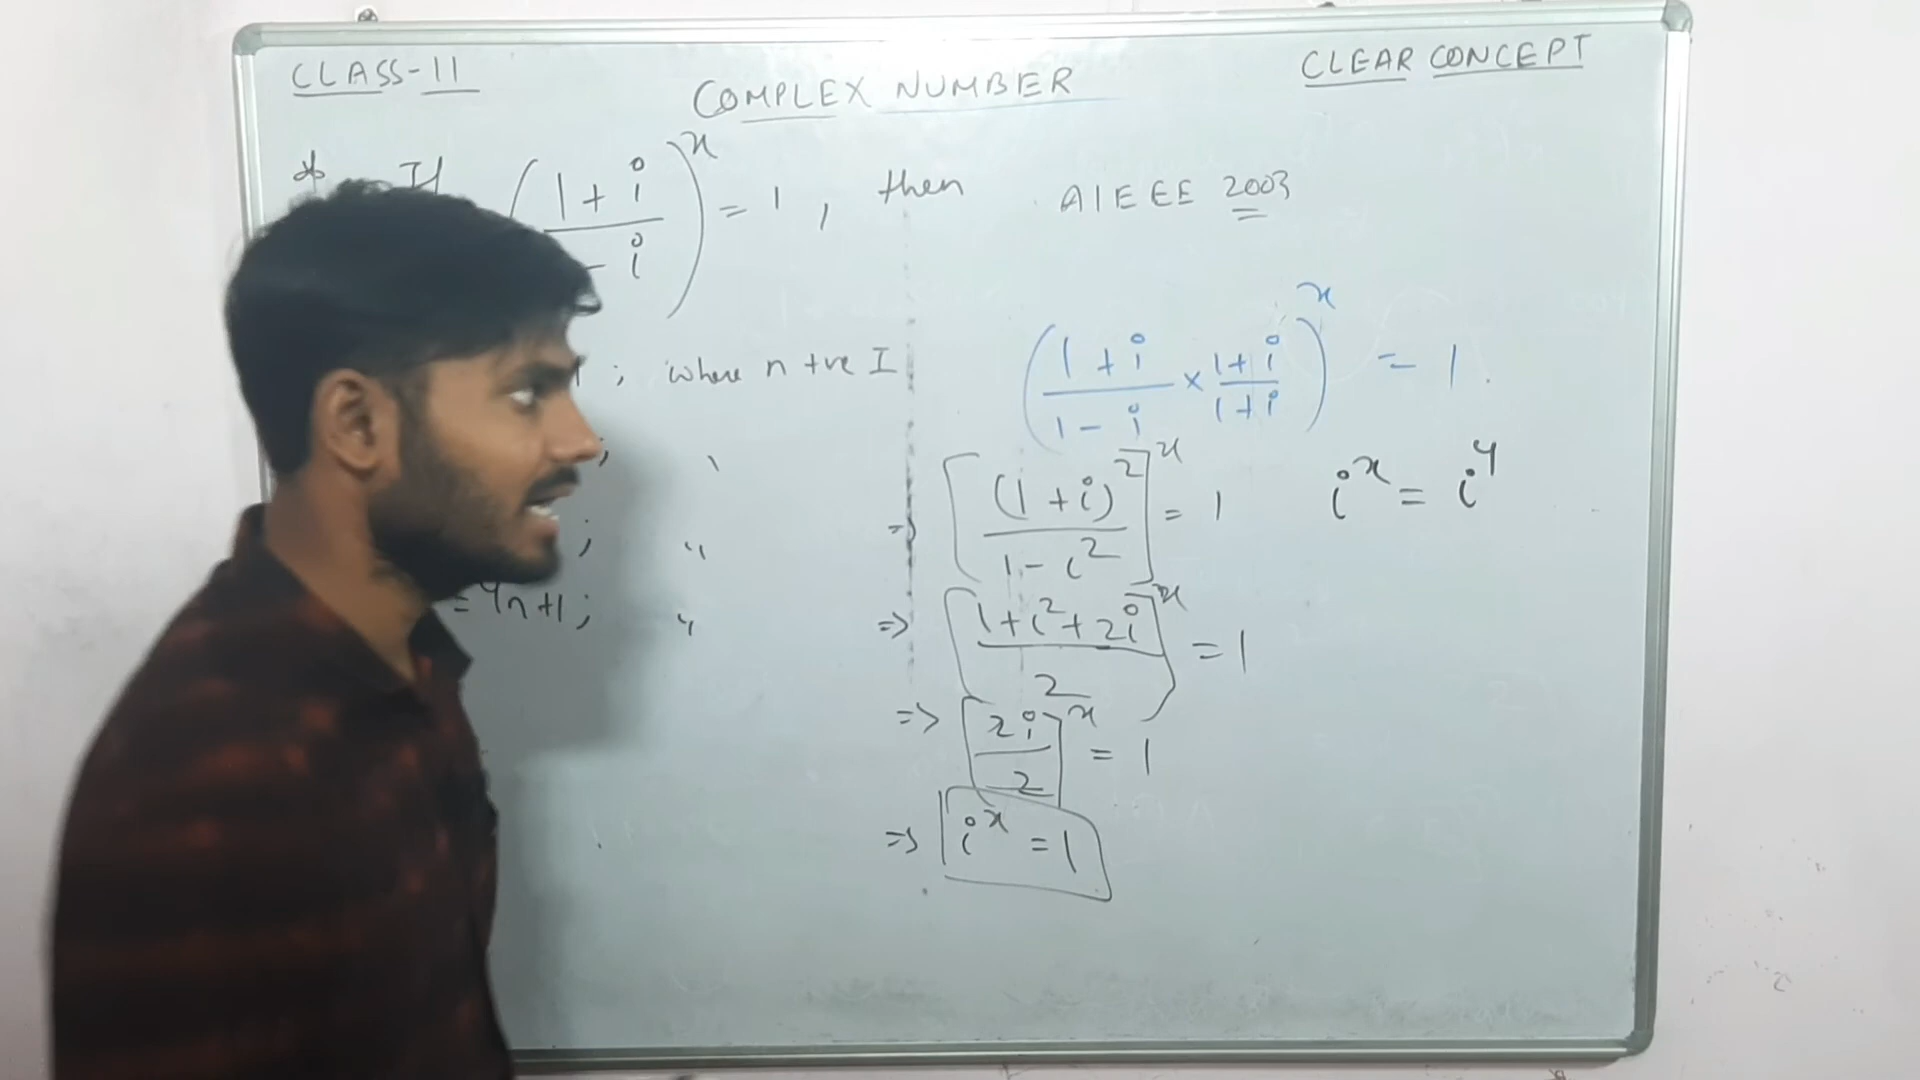 CLASS-11
COMPLEX NUMBER
CLEAR CONCEPT
If (1+i / -i)^x = 1, then
AIEEE 2003
; where n +ve I
; "
; "
= 4n+1; "
(1+i / 1-i × 1+i / 1+i)^x = 1.
=> [(1+i)^2 / 1-i^2]^x = 1
i^x = i^4
=> [1+i^2+2i / 2]^x = 1
=> [2i / 2]^x = 1
=> i^x = 1